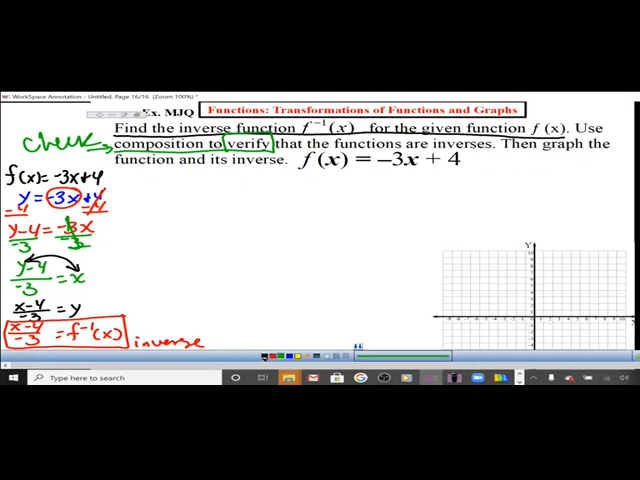 WorkSpace Annotation - Untitled, Page 16/16 (Zoom 100%) *
Ex. MJQ
Functions: Transformations of Functions and Graphs
check
Find the inverse function f⁻¹(x) for the given function f (x). Use
composition to verify that the functions are inverses. Then graph the
function and its inverse. f(x) = −3x + 4
f(x) = -3x+4
y = -3x +4
-4 -4
y-4 = -3x
-3 -3
y-4
-3 = x
x-4
-3 = y
x-4
-3 = f⁻¹(x) inverse
Y
Type here to search